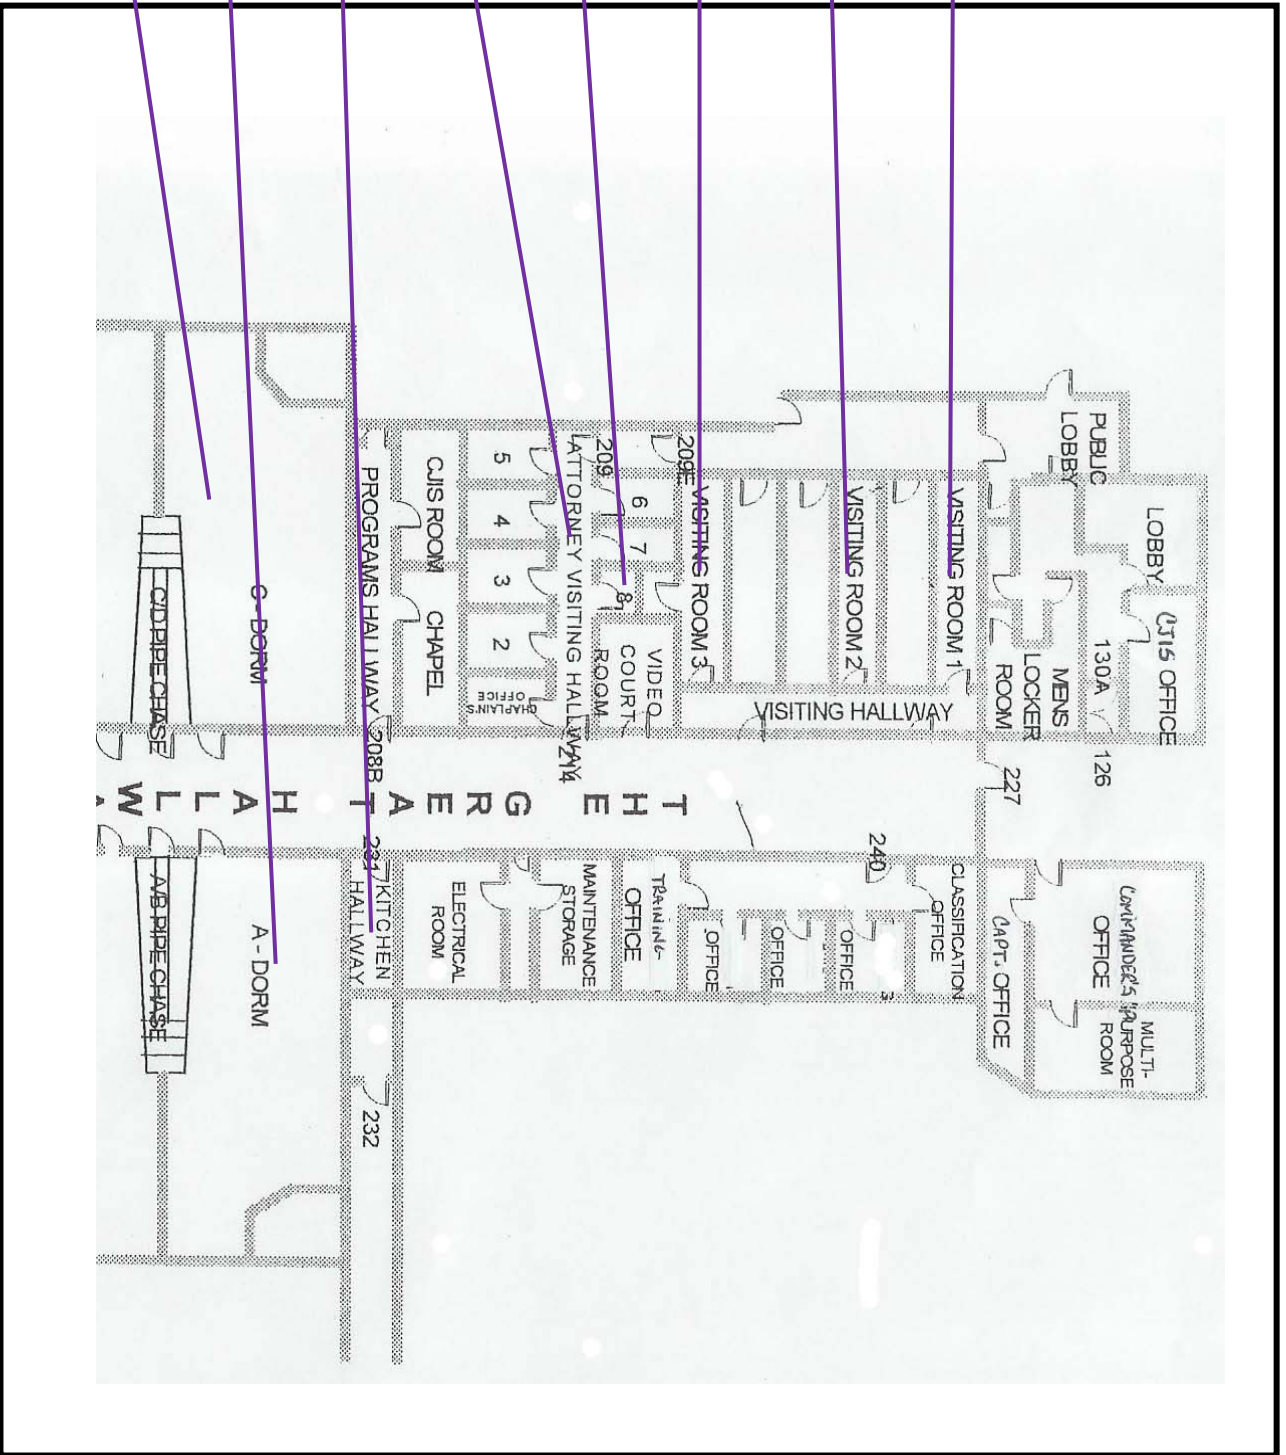 PUBLIC
LOBBY
LOBBY
CJIS OFFICE
130A
126
MENS
LOCKER
ROOM
227
VISITING ROOM 1
VISITING ROOM 2
VISITING ROOM 3
VISITING HALLWAY
209E
209
6
7
8
VIDEO
COURT
ROOM
ATTORNEY VISITING HALLWAY
214
5
4
3
2
CHAPLAIN'S
OFFICE
CJIS ROOM
CHAPEL
PROGRAMS HALLWAY
208B
C - DORM
C/D PIPE CHASE
THE GREAT HALLWA
231
KITCHEN
HALLWAY
232
ELECTRICAL
ROOM
MAINTENANCE
STORAGE
TRAINING
OFFICE
OFFICE
OFFICE
OFFICE
240
CLASSIFICATION
OFFICE
CAPT. OFFICE
COMMANDER'S
OFFICE
MULTI-
PURPOSE
ROOM
A - DORM
A/B PIPE CHASE